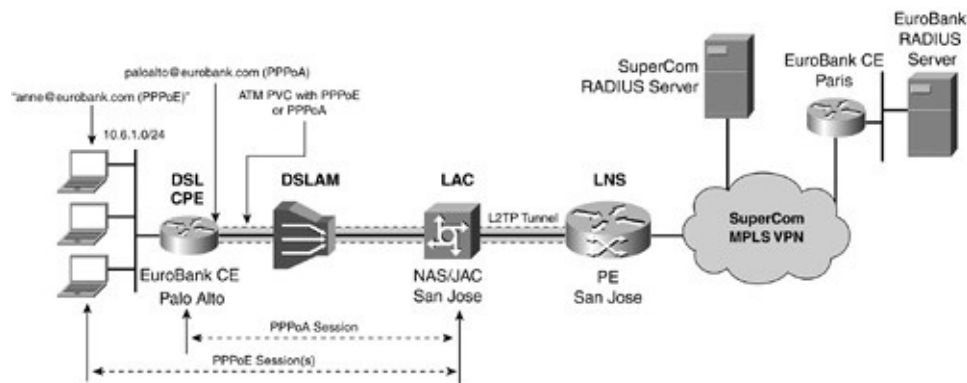 paloalto@eurobank.com (PPPoA)
"anne@eurobank.com (PPPoE)"
ATM PVC with PPPoE
or PPPoA
10.6.1.0/24
SuperCom
RADIUS Server
EuroBank CE
Paris
EuroBank
RADIUS
Server
DSL
CPE
DSLAM
LAC
LNS
L2TP Tunnel
SuperCom
MPLS VPN
EuroBank CE
Palo Alto
NAS/JAC
San Jose
PE
San Jose
PPPoA Session
PPPoE Session(s)